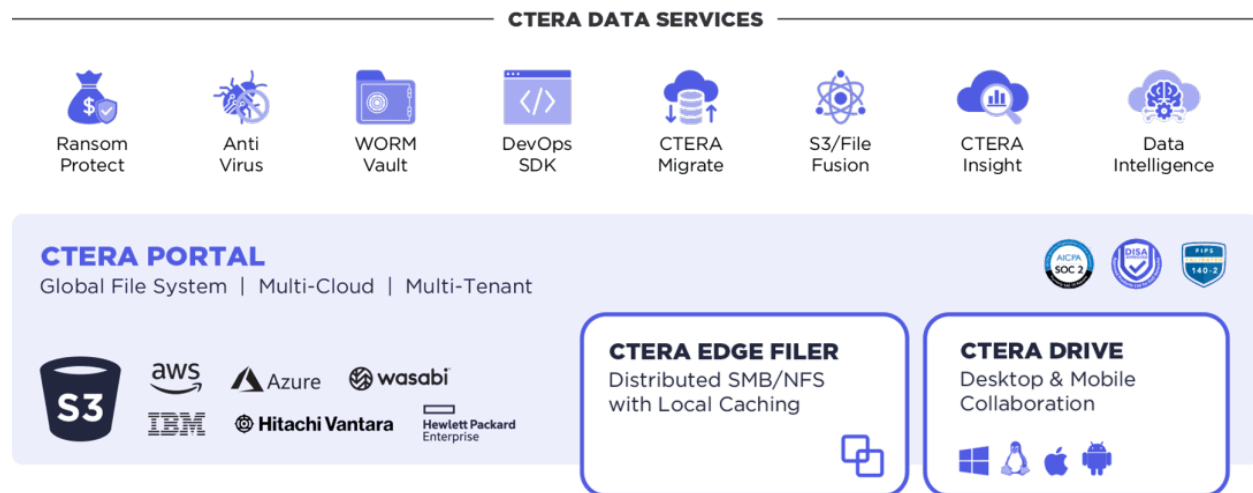 CTERA DATA SERVICES
$
</>
Ransom
Protect
Anti
Virus
WORM
Vault
DevOps
SDK
CTERA
Migrate
S3/File
Fusion
CTERA
Insight
Data
Intelligence
CTERA PORTAL
Global File System | Multi-Cloud | Multi-Tenant
AICPA
SOC 2
DISA
FIPS
140-2
S3
aws
Azure
wasabi
IBM
Hitachi Vantara
Hewlett Packard
Enterprise
CTERA EDGE FILER
Distributed SMB/NFS
with Local Caching
CTERA DRIVE
Desktop & Mobile
Collaboration